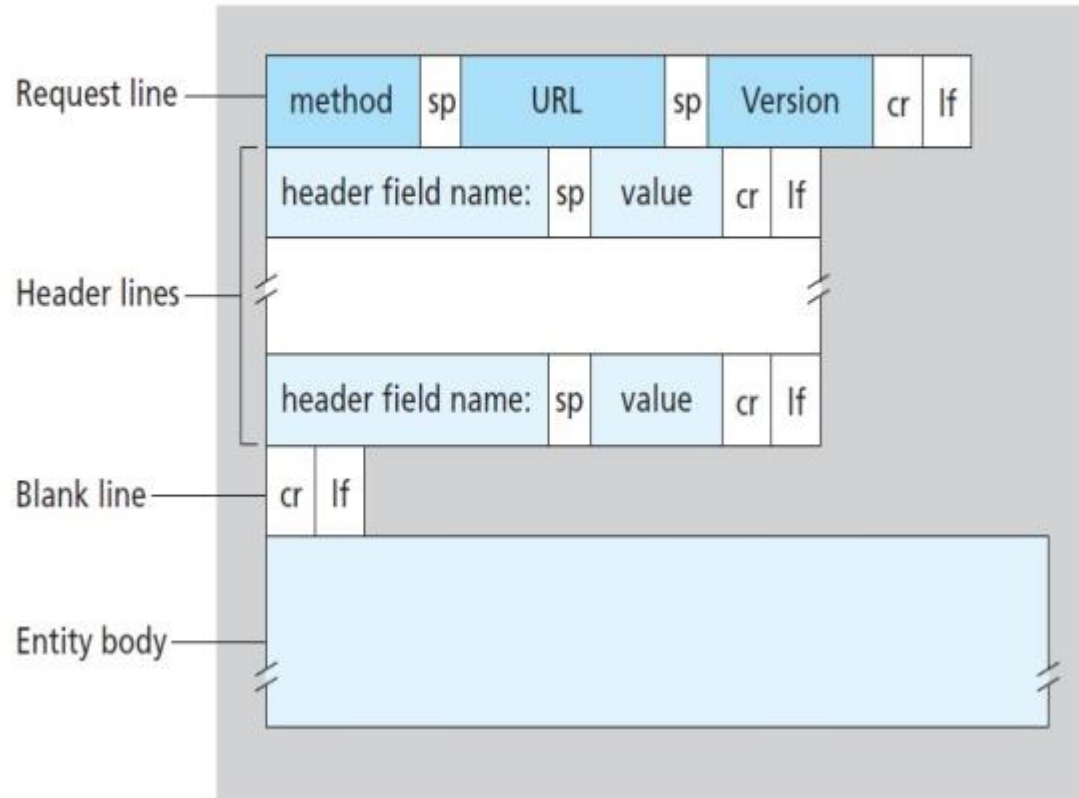 Request line method sp URL sp Version cr lf
header field name: sp value cr lf
Header lines
header field name: sp value cr lf
Blank line cr lf
Entity body